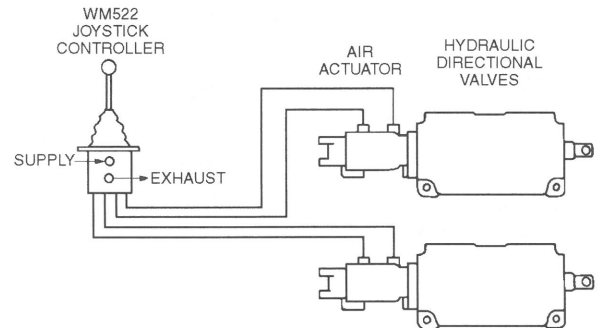 WM522
JOYSTICK
CONTROLLER
AIR
ACTUATOR
HYDRAULIC
DIRECTIONAL
VALVES
SUPPLY
EXHAUST